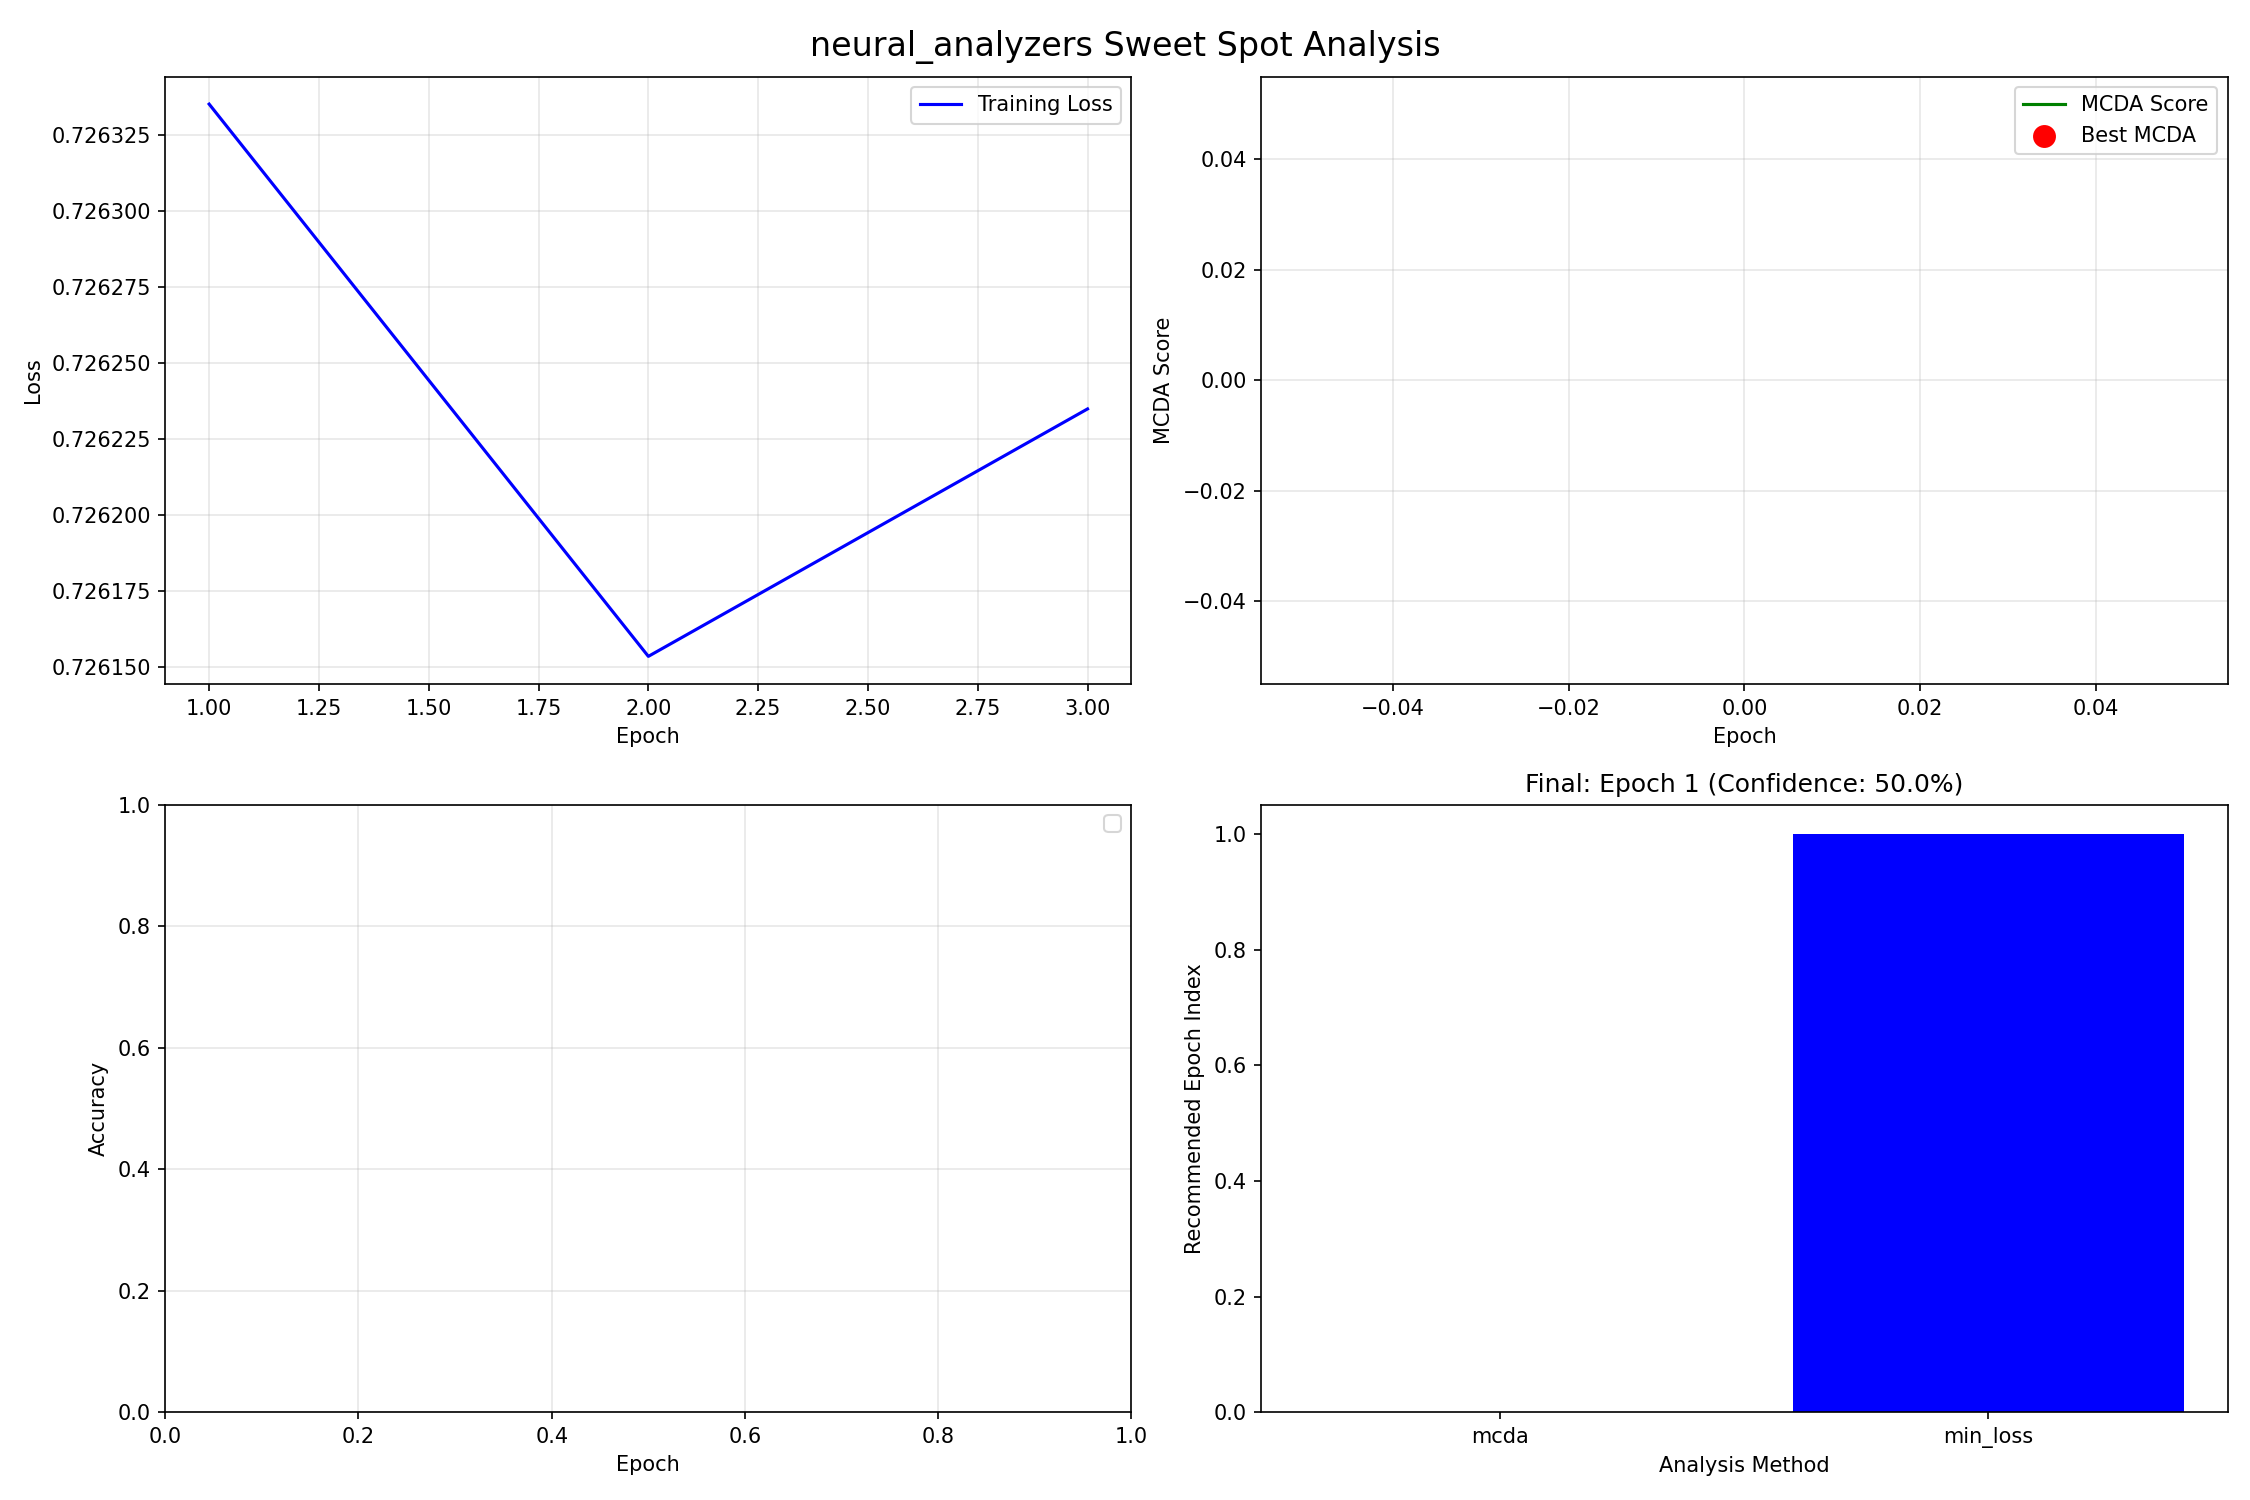 neural_analyzers Sweet Spot Analysis
Training Loss
Loss
0.726325
0.726300
0.726275
0.726250
0.726225
0.726200
0.726175
0.726150
1.00 1.25 1.50 1.75 2.00 2.25 2.50 2.75 3.00
Epoch
MCDA Score
Best MCDA
MCDA Score
0.04
0.02
0.00
−0.02
−0.04
−0.04 −0.02 0.00 0.02 0.04
Epoch
Accuracy
1.0
0.8
0.6
0.4
0.2
0.0
0.0 0.2 0.4 0.6 0.8 1.0
Epoch
Final: Epoch 1 (Confidence: 50.0%)
Recommended Epoch Index
1.0
0.8
0.6
0.4
0.2
0.0
mcda min_loss
Analysis Method